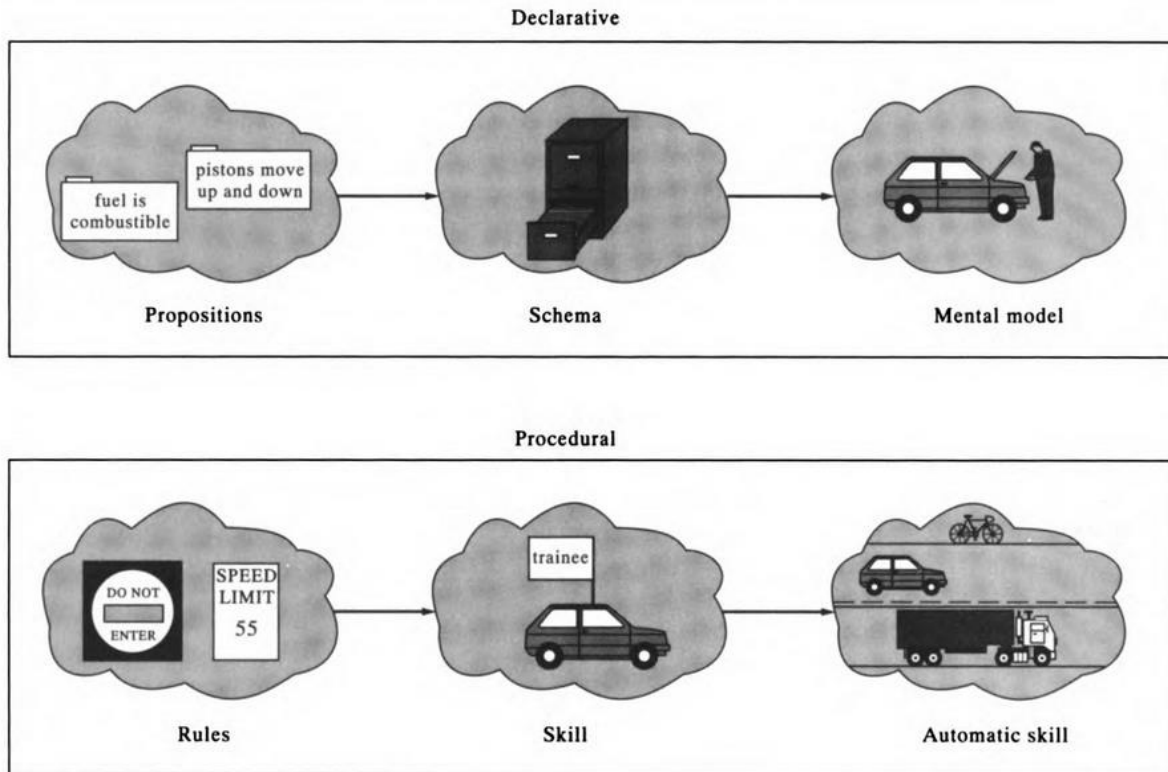 Declarative
fuel is
combustible
pistons move
up and down
Propositions
Schema
Mental model
Procedural
DO NOT
ENTER
SPEED
LIMIT
55
trainee
Rules
Skill
Automatic skill